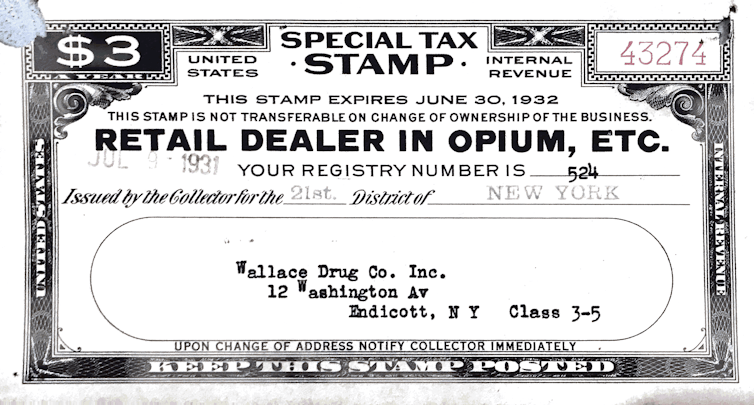 $3
A YEAR
UNITED STATES
SPECIAL TAX
· STAMP ·
INTERNAL REVENUE
43274
THIS STAMP EXPIRES JUNE 30, 1932
THIS STAMP IS NOT TRANSFERABLE ON CHANGE OF OWNERSHIP OF THE BUSINESS.
RETAIL DEALER IN OPIUM, ETC.
JUL 9 - 1931
YOUR REGISTRY NUMBER IS 524
Issued by the Collector for the 21st. District of NEW YORK
UNITED STATES
INTERNAL REVENUE
Wallace Drug Co. Inc.
12 Washington Av
Endicott, N Y Class 3-5
UPON CHANGE OF ADDRESS NOTIFY COLLECTOR IMMEDIATELY
KEEP THIS STAMP POSTED